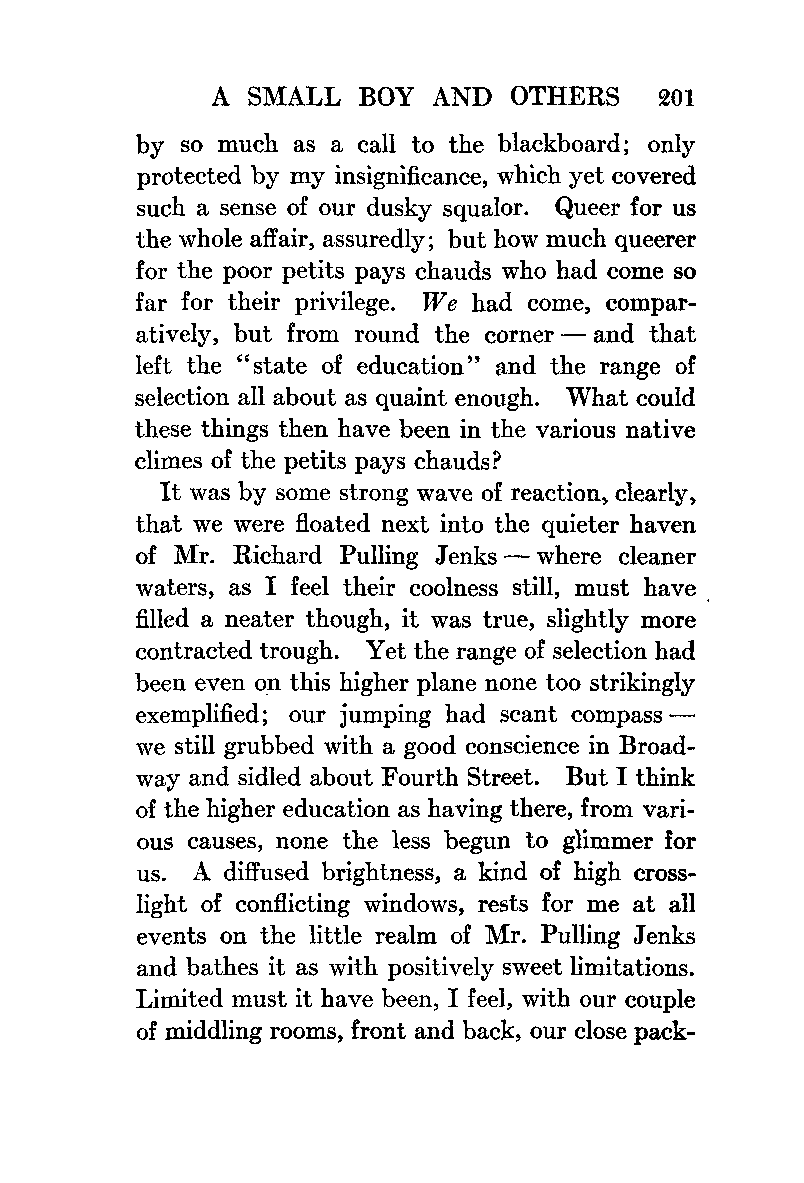 A SMALL BOY AND OTHERS 201
by so much as a call to the blackboard; only
protected by my insignificance, which yet covered
such a sense of our dusky squalor. Queer for us
the whole affair, assuredly; but how much queerer
for the poor petits pays chauds who had come so
far for their privilege. We had come, compar-
atively, but from round the corner — and that
left the “state of education” and the range of
selection all about as quaint enough. What could
these things then have been in the various native
climes of the petits pays chauds?
It was by some strong wave of reaction, clearly,
that we were floated next into the quieter haven
of Mr. Richard Pulling Jenks — where cleaner
waters, as I feel their coolness still, must have
filled a neater though, it was true, slightly more
contracted trough. Yet the range of selection had
been even on this higher plane none too strikingly
exemplified; our jumping had scant compass —
we still grubbed with a good conscience in Broad-
way and sidled about Fourth Street. But I think
of the higher education as having there, from vari-
ous causes, none the less begun to glimmer for
us. A diffused brightness, a kind of high cross-
light of conflicting windows, rests for me at all
events on the little realm of Mr. Pulling Jenks
and bathes it as with positively sweet limitations.
Limited must it have been, I feel, with our couple
of middling rooms, front and back, our close pack-